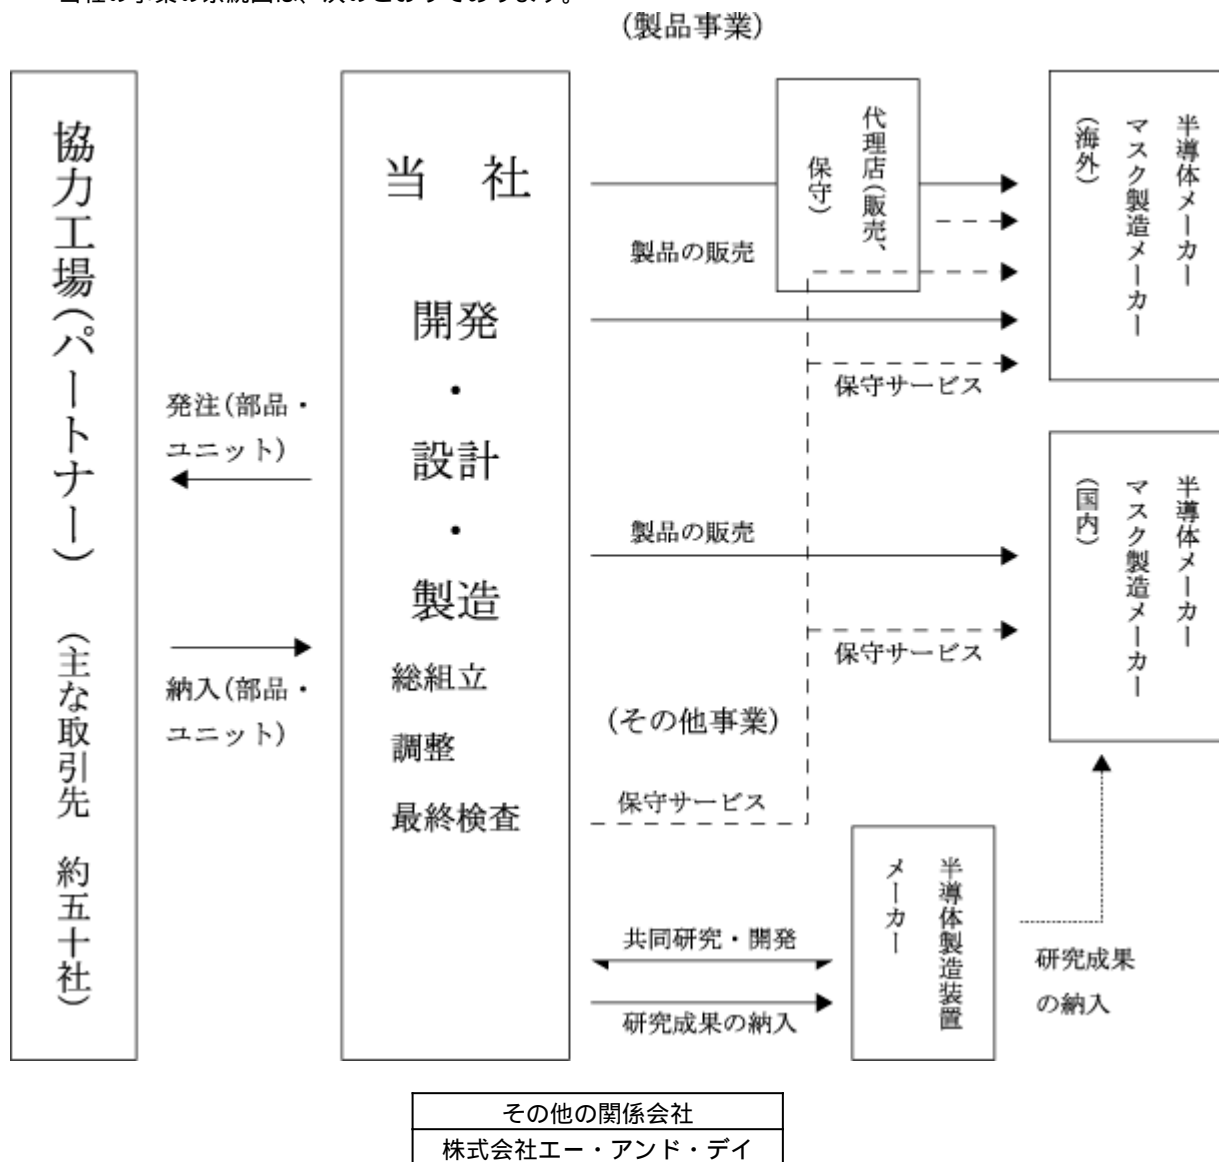 当社の事業の系統図は、次のとおりであります。
(製品事業)
協力工場(パートナー) (主な取引先 約五十社)
発注(部品・
ユニット)
納入(部品・
ユニット)
当 社
開発
・
設計
・
製造
総組立
調整
最終検査
代理店(販売、
保守)
製品の販売
保守サービス
半導体メーカー
マスク製造メーカー
(海外)
製品の販売
保守サービス
半導体メーカー
マスク製造メーカー
(国内)
(その他事業)
保守サービス
共同研究・開発
研究成果の納入
半導体製造装置
メーカー
研究成果
の納入
その他の関係会社
株式会社エー・アンド・デイ